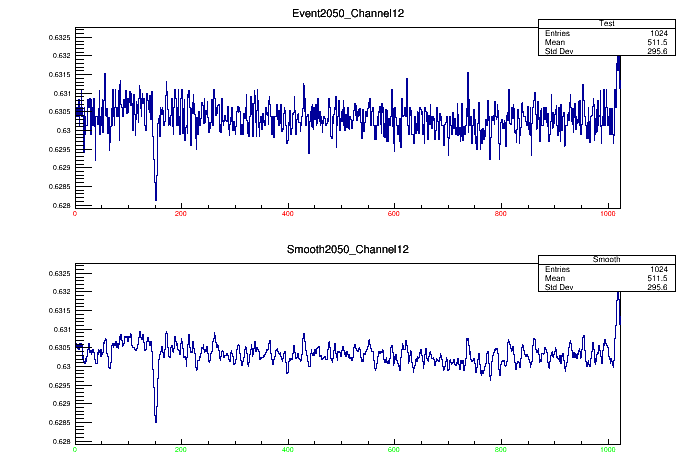 Event2050_Channel12
Test
Entries 1024
Mean 511.5
Std Dev 295.6
0.6325
0.632
0.6315
0.631
0.6305
0.63
0.6295
0.629
0.6285
0.628
0 200 400 600 800 1000
Smooth2050_Channel12
Smooth
Entries 1024
Mean 511.5
Std Dev 295.6
0.6325
0.632
0.6315
0.631
0.6305
0.63
0.6295
0.629
0.6285
0.628
0 200 400 600 800 1000